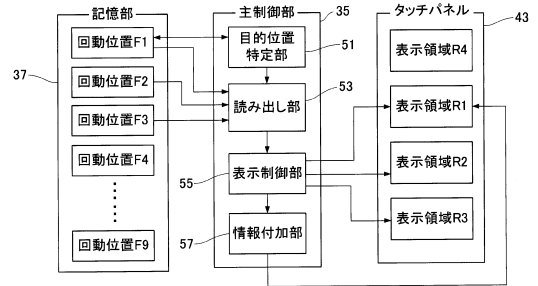 記憶部
主制御部
35
タッチパネル
43
37
回動位置F1
回動位置F2
回動位置F3
回動位置F4
回動位置F9
目的位置
特定部
51
読み出し部
53
表示制御部
55
情報付加部
57
表示領域R4
表示領域R1
表示領域R2
表示領域R3